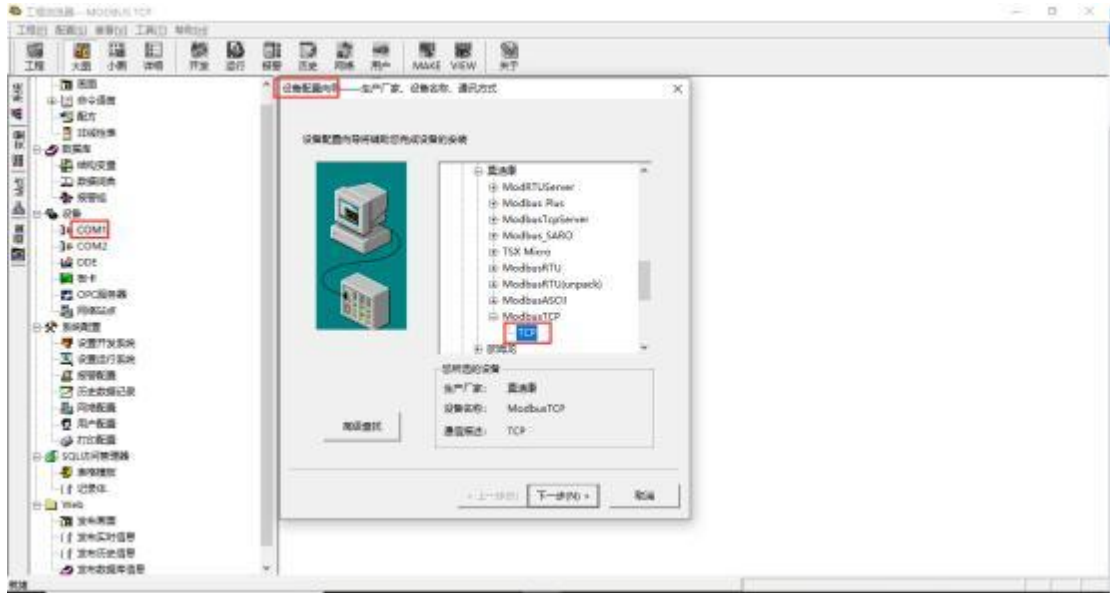 工程浏览器---MODBUS TCP
工程[F] 配置[S] 查看[V] 工具[T] 帮助[H]
工程 大图 小图 详细 开发 运行 报警 历史 网络 用户 MAKE VIEW 关于
画面
命令语言
配方
非线性表
数据库
结构变量
数据词典
报警组
设备
COM1
COM2
DDE
板卡
OPC服务器
网络站点
系统配置
设置开发系统
设置运行系统
报警配置
历史数据记录
网络配置
用户配置
打印配置
SQL访问管理器
表格模板
记录体
Web
发布画面
发布实时信息
发布历史信息
发布数据库信息
设备配置向导——生产厂家、设备名称、通讯方式
设备配置向导将辅助您完成设备的安装
莫迪康
ModRTUServer
Modbus Plus
ModbusTcpServer
Modbus_SARO
TSX Micro
ModbusRTU
ModbusRTU(unpack)
ModbusASCII
ModbusTCP
TCP
您所选的设备
生产厂家： 莫迪康
设备名称： ModbusTCP
通信描述： TCP
高级查找
< 上一步(B) 下一步(N) > 取消
就绪